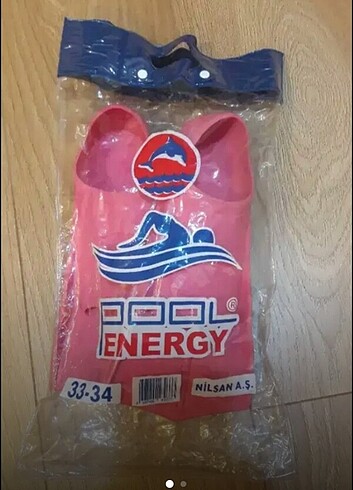 POOL®
ENERGY
33-34
NİLSAN A.Ş.